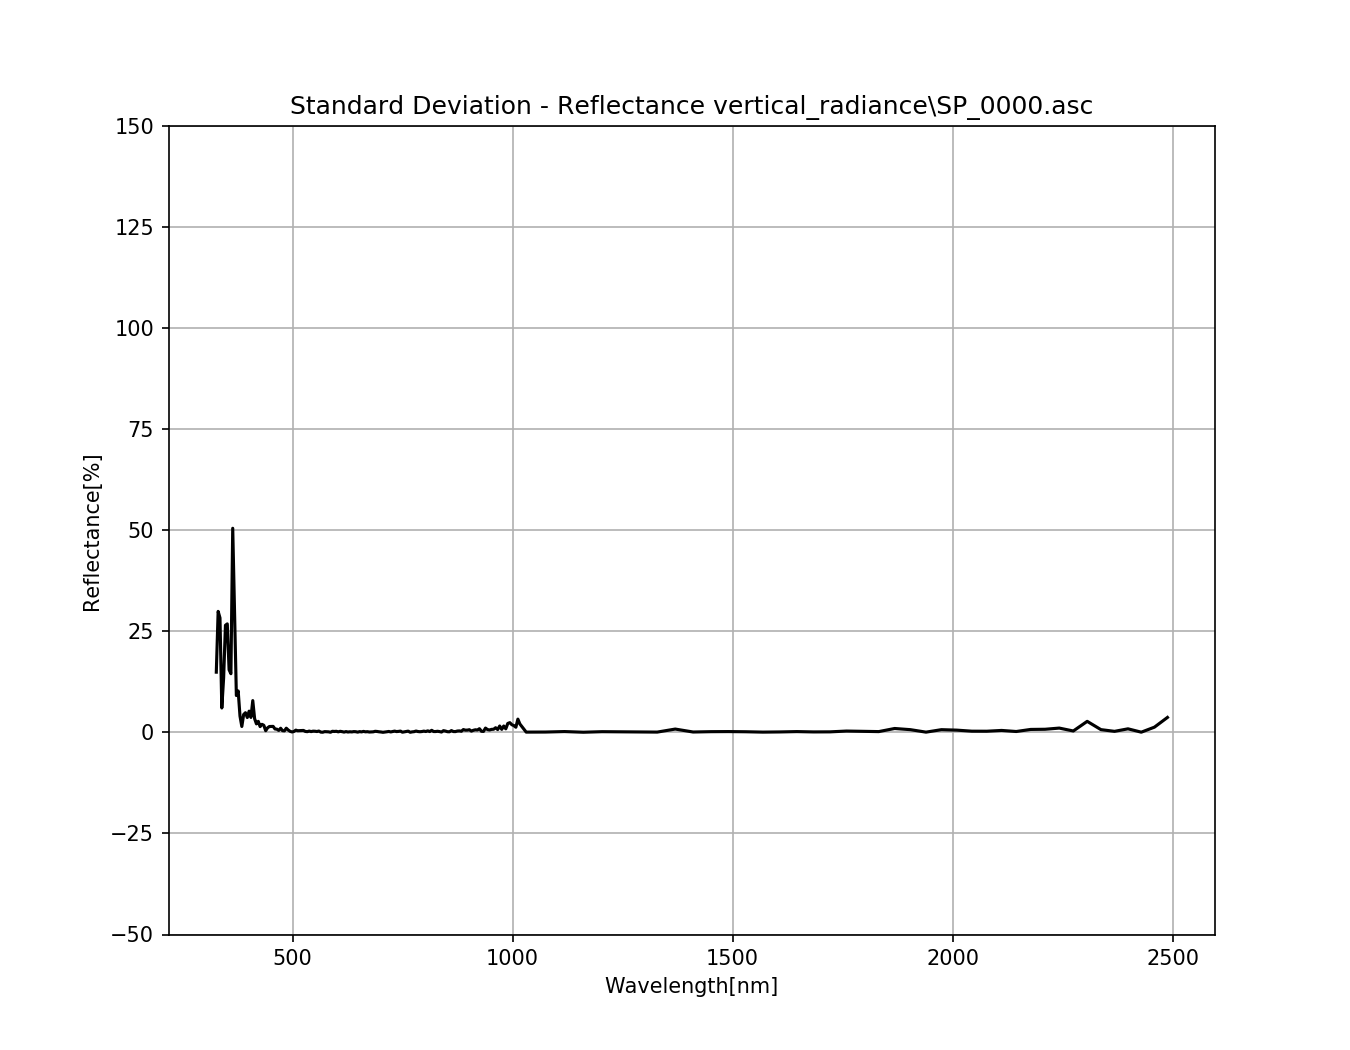 Standard Deviation - Reflectance vertical_radiance\SP_0000.asc
150
125
100
75
50
25
0
−25
−50
Reflectance[%]
500 1000 1500 2000 2500
Wavelength[nm]